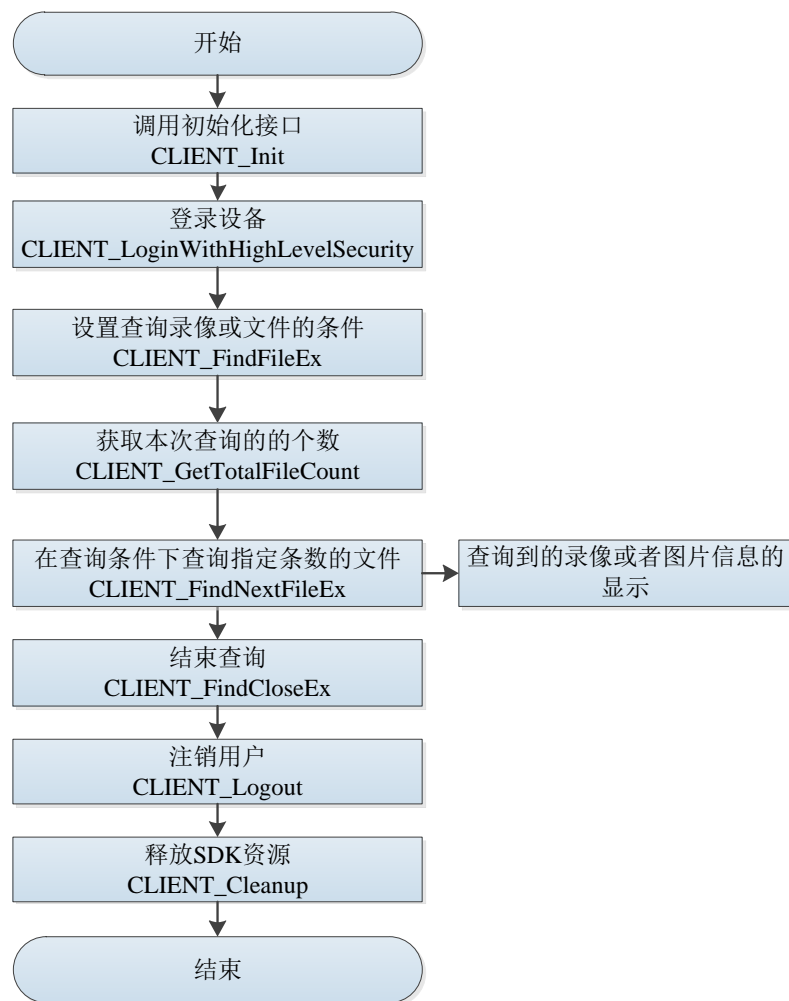 开始
调用初始化接口
CLIENT_Init
登录设备
CLIENT_LoginWithHighLevelSecurity
设置查询录像或文件的条件
CLIENT_FindFileEx
获取本次查询的的个数
CLIENT_GetTotalFileCount
在查询条件下查询指定条数的文件
CLIENT_FindNextFileEx
查询到的录像或者图片信息的
显示
结束查询
CLIENT_FindCloseEx
注销用户
CLIENT_Logout
释放SDK资源
CLIENT_Cleanup
结束